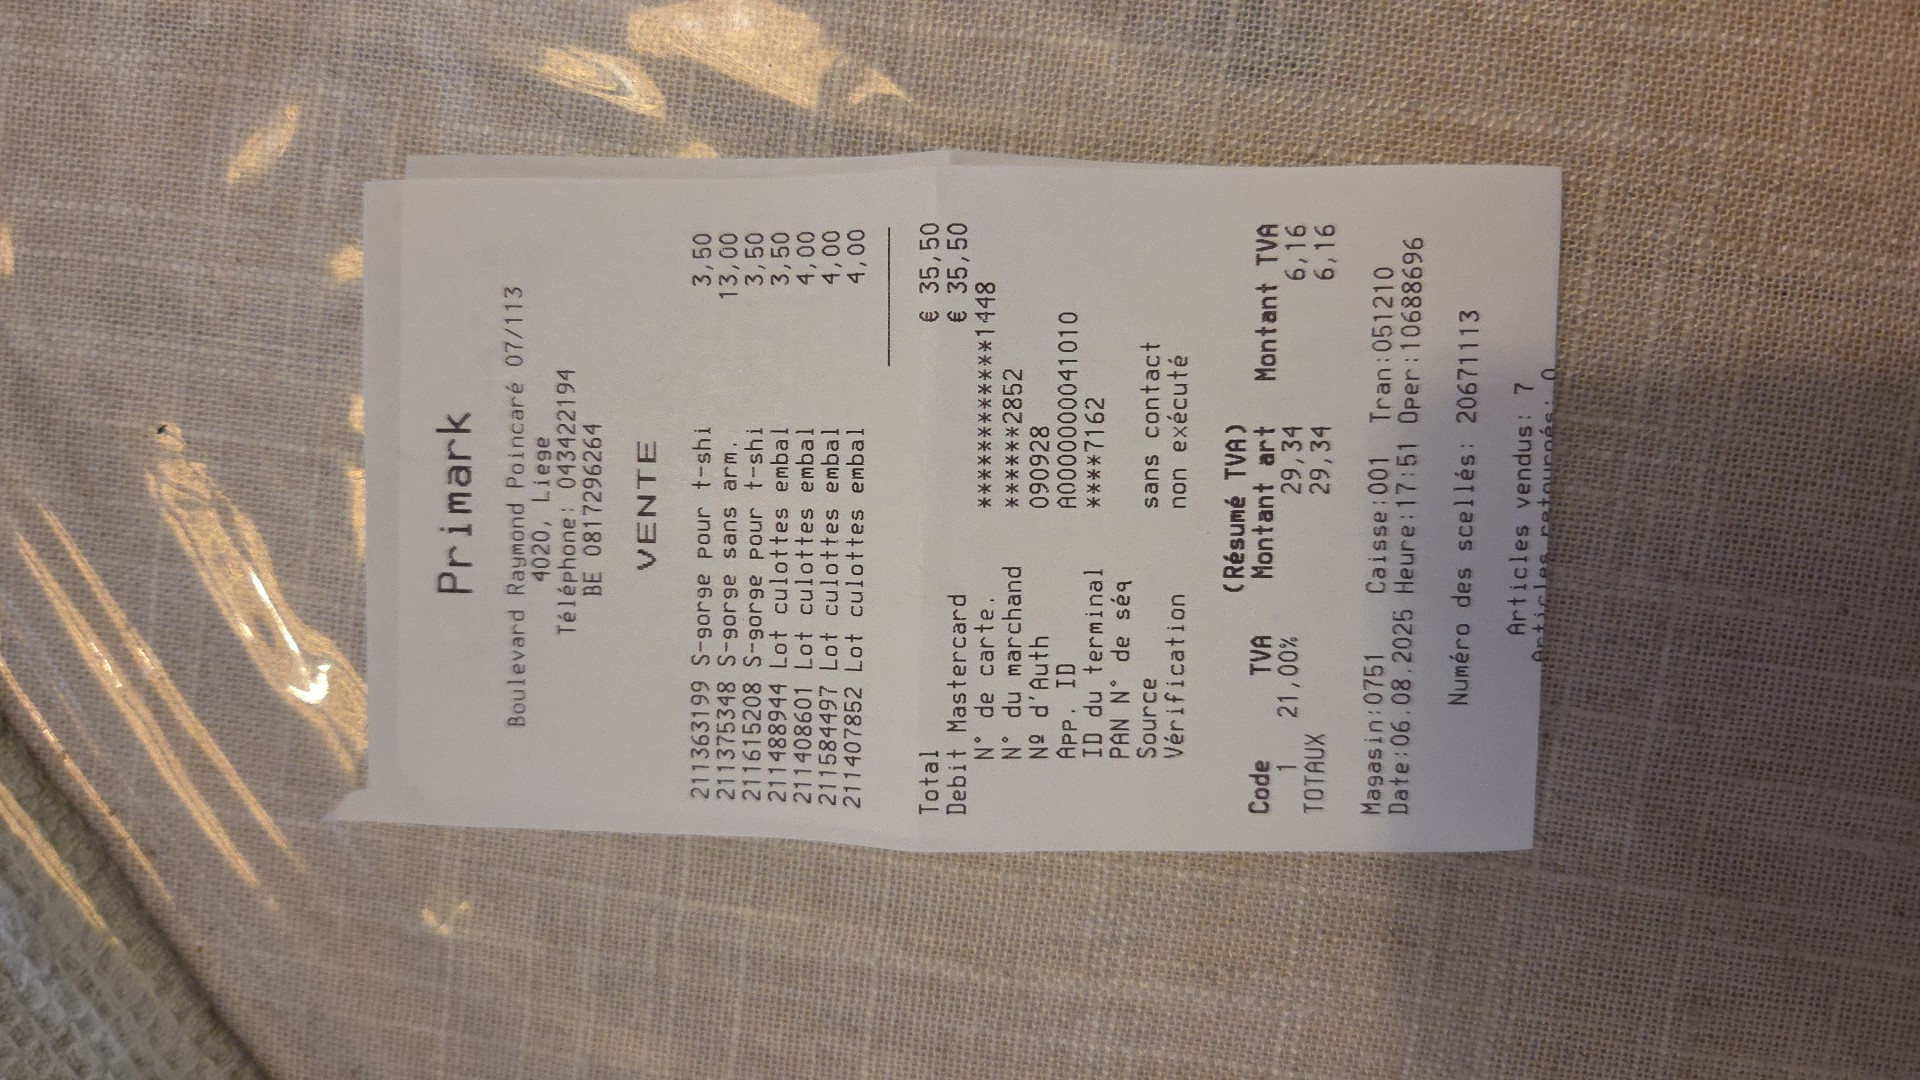 Primark
Boulevard Raymond Poincaré 07/113
4020, Liege
Téléphone: 043422194
BE 0817296264
VENTE
211363199 S-gorge pour t-shi 3,50
211375348 S-gorge sans arm. 13,00
211615208 S-gorge pour t-shi 3,50
211488944 Lot culottes embal 3,50
211408601 Lot culottes embal 4,00
211584497 Lot culottes embal 4,00
211407852 Lot culottes embal 4,00
Total € 35,50
Debit Mastercard € 35,50
N° de carte. ************1448
N° du marchand ******2852
Nº d'Auth 090928
App. ID A0000000041010
ID du terminal ****7162
PAN N° de séq
Source sans contact
Vérification non exécuté
(Résumé TVA)
Code TVA Montant art Montant TVA
1 21,00% 29,34 6,16
TOTAUX 29,34 6,16
Magasin:0751 Caisse:001 Tran:051210
Date:06.08.2025 Heure:17:51 Oper:10688696
Numéro des scellés: 20671113
Articles vendus: 7
Articles retournés: 0